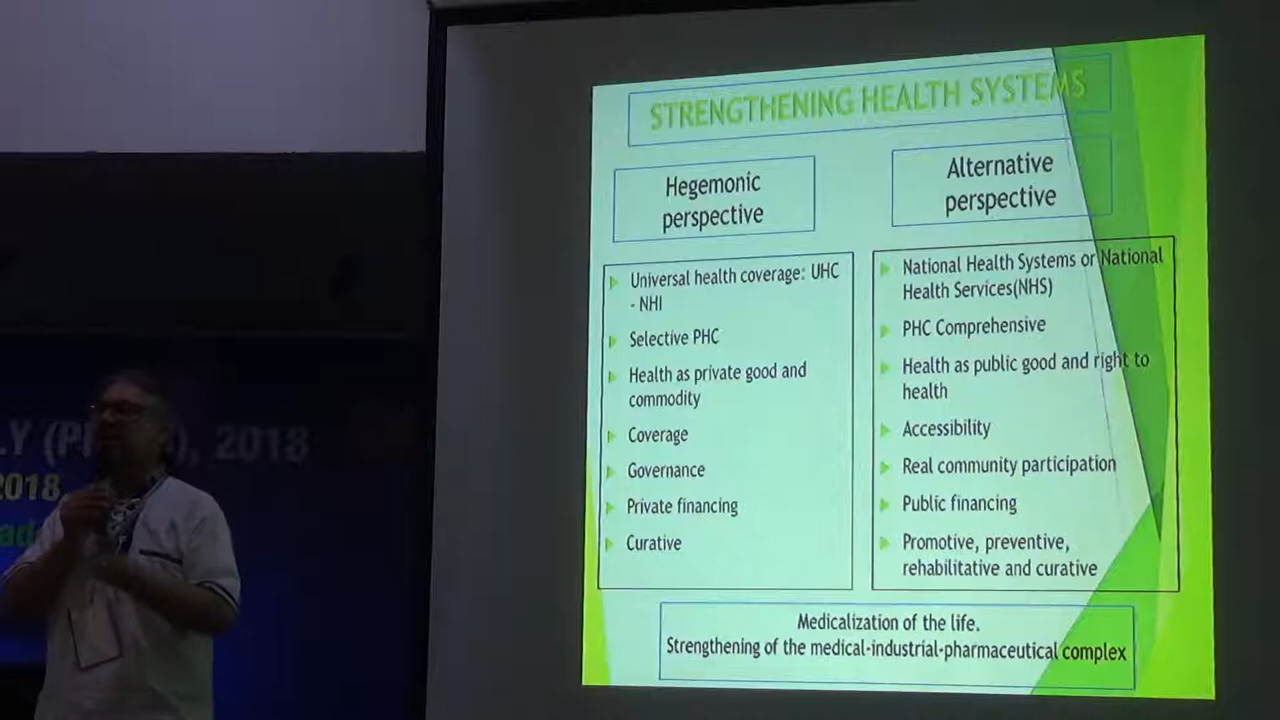 STRENGTHENING HEALTH SYSTEMS
Hegemonic
perspective
Universal health coverage: UHC
- NHI
Selective PHC
Health as private good and
commodity
Coverage
Governance
Private financing
Curative
Alternative
perspective
National Health Systems or National
Health Services(NHS)
PHC Comprehensive
Health as public good and right to
health
Accessibility
Real community participation
Public financing
Promotive, preventive,
rehabilitative and curative
Medicalization of the life.
Strengthening of the medical-industrial-pharmaceutical complex
, 2018
2018,